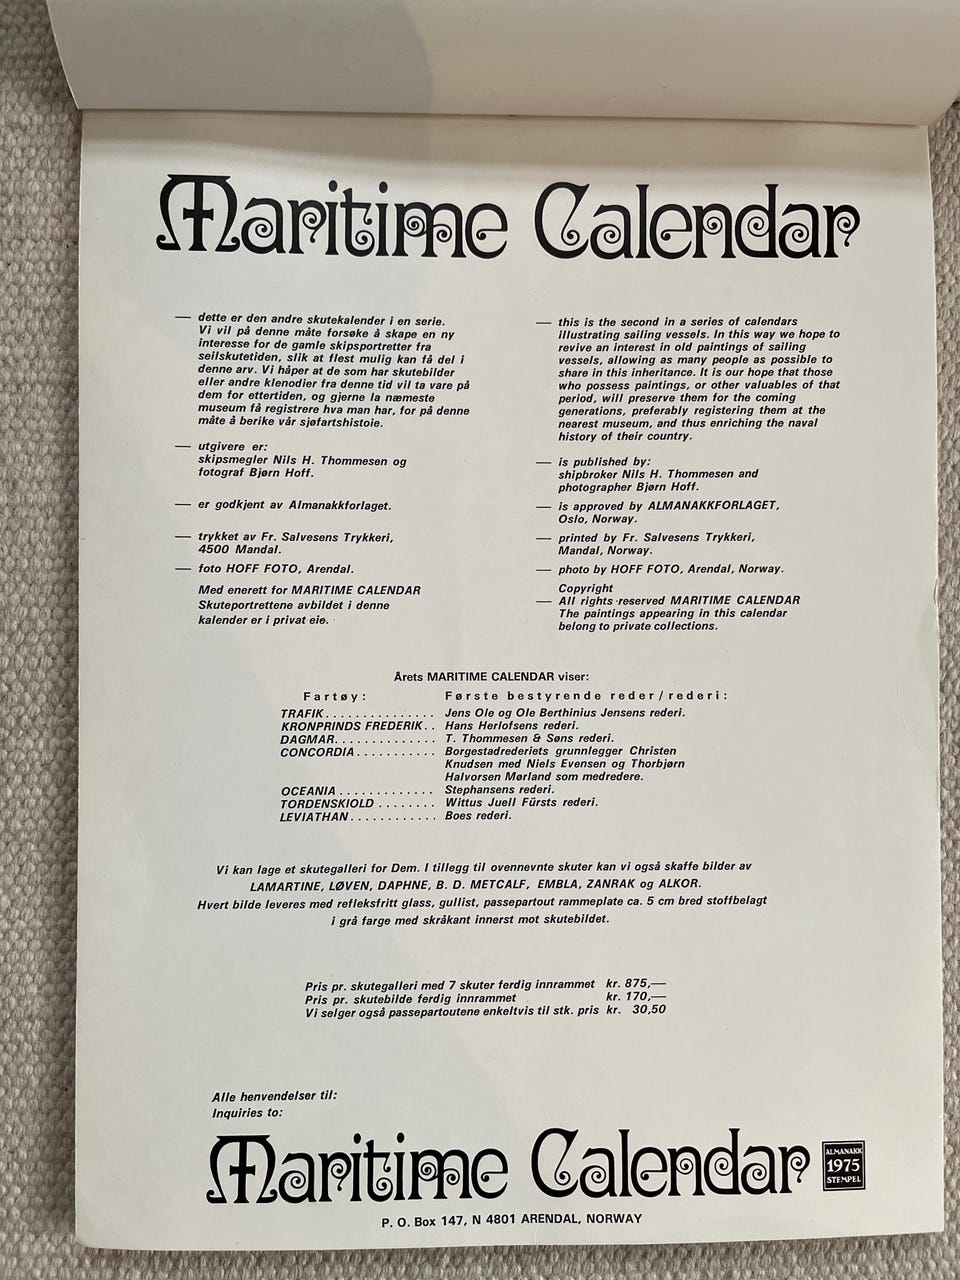 Maritime Calendar
— dette er den andre skutekalender i en serie.
Vi vil på denne måte forsøke å skape en ny
interesse for de gamle skipsportretter fra
seilskutetiden, slik at flest mulig kan få del i
denne arv. Vi håper at de som har skutebilder
eller andre klenodier fra denne tid vil ta vare på
dem for ettertiden, og gjerne la næmeste
museum få registrere hva man har, for på denne
måte å berike vår sjøfartshistoie.
— utgivere er:
skipsmegler Nils H. Thommesen og
fotograf Bjørn Hoff.
— er godkjent av Almanakkforlaget.
— trykket av Fr. Salvesens Trykkeri,
4500 Mandal.
— foto HOFF FOTO, Arendal.
Med enerett for MARITIME CALENDAR
Skuteportrettene avbildet i denne
kalender er i privat eie.
— this is the second in a series of calendars
illustrating sailing vessels. In this way we hope to
revive an interest in old paintings of sailing
vessels, allowing as many people as possible to
share in this inheritance. It is our hope that those
who possess paintings, or other valuables of that
period, will preserve them for the coming
generations, preferably registering them at the
nearest museum, and thus enriching the naval
history of their country.
— is published by:
shipbroker Nils H. Thommesen and
photographer Bjørn Hoff.
— is approved by ALMANAKKFORLAGET,
Oslo, Norway.
— printed by Fr. Salvesens Trykkeri,
Mandal, Norway.
— photo by HOFF FOTO, Arendal, Norway.
Copyright
— All rights reserved MARITIME CALENDAR
The paintings appearing in this calendar
belong to private collections.
Årets MARITIME CALENDAR viser:
Fartøy: Første bestyrende reder/rederi:
TRAFIK............... Jens Ole og Ole Berthinius Jensens rederi.
KRONPRINDS FREDERIK.. Hans Herlofsens rederi.
DAGMAR.............. T. Thommesen & Søns rederi.
CONCORDIA........... Borgestadrederiets grunnlegger Christen
Knudsen med Niels Evensen og Thorbjørn
Halvorsen Mørland som medredere.
OCEANIA............. Stephansens rederi.
TORDENSKIOLD........ Wittus Juell Fürsts rederi.
LEVIATHAN............ Boes rederi.
Vi kan lage et skutegalleri for Dem. I tillegg til ovennevnte skuter kan vi også skaffe bilder av
LAMARTINE, LØVEN, DAPHNE, B. D. METCALF, EMBLA, ZANRAK og ALKOR.
Hvert bilde leveres med refleksfritt glass, gullist, passepartout rammeplate ca. 5 cm bred stoffbelagt
i grå farge med skråkant innerst mot skutebildet.
Pris pr. skutegalleri med 7 skuter ferdig innrammet kr. 875,—
Pris pr. skutebilde ferdig innrammet kr. 170,—
Vi selger også passepartoutene enkeltvis til stk. pris kr. 30,50
Alle henvendelser til:
Inquiries to:
Maritime Calendar
ALMANAKK
1975
STEMPEL
P. O. Box 147, N 4801 ARENDAL, NORWAY